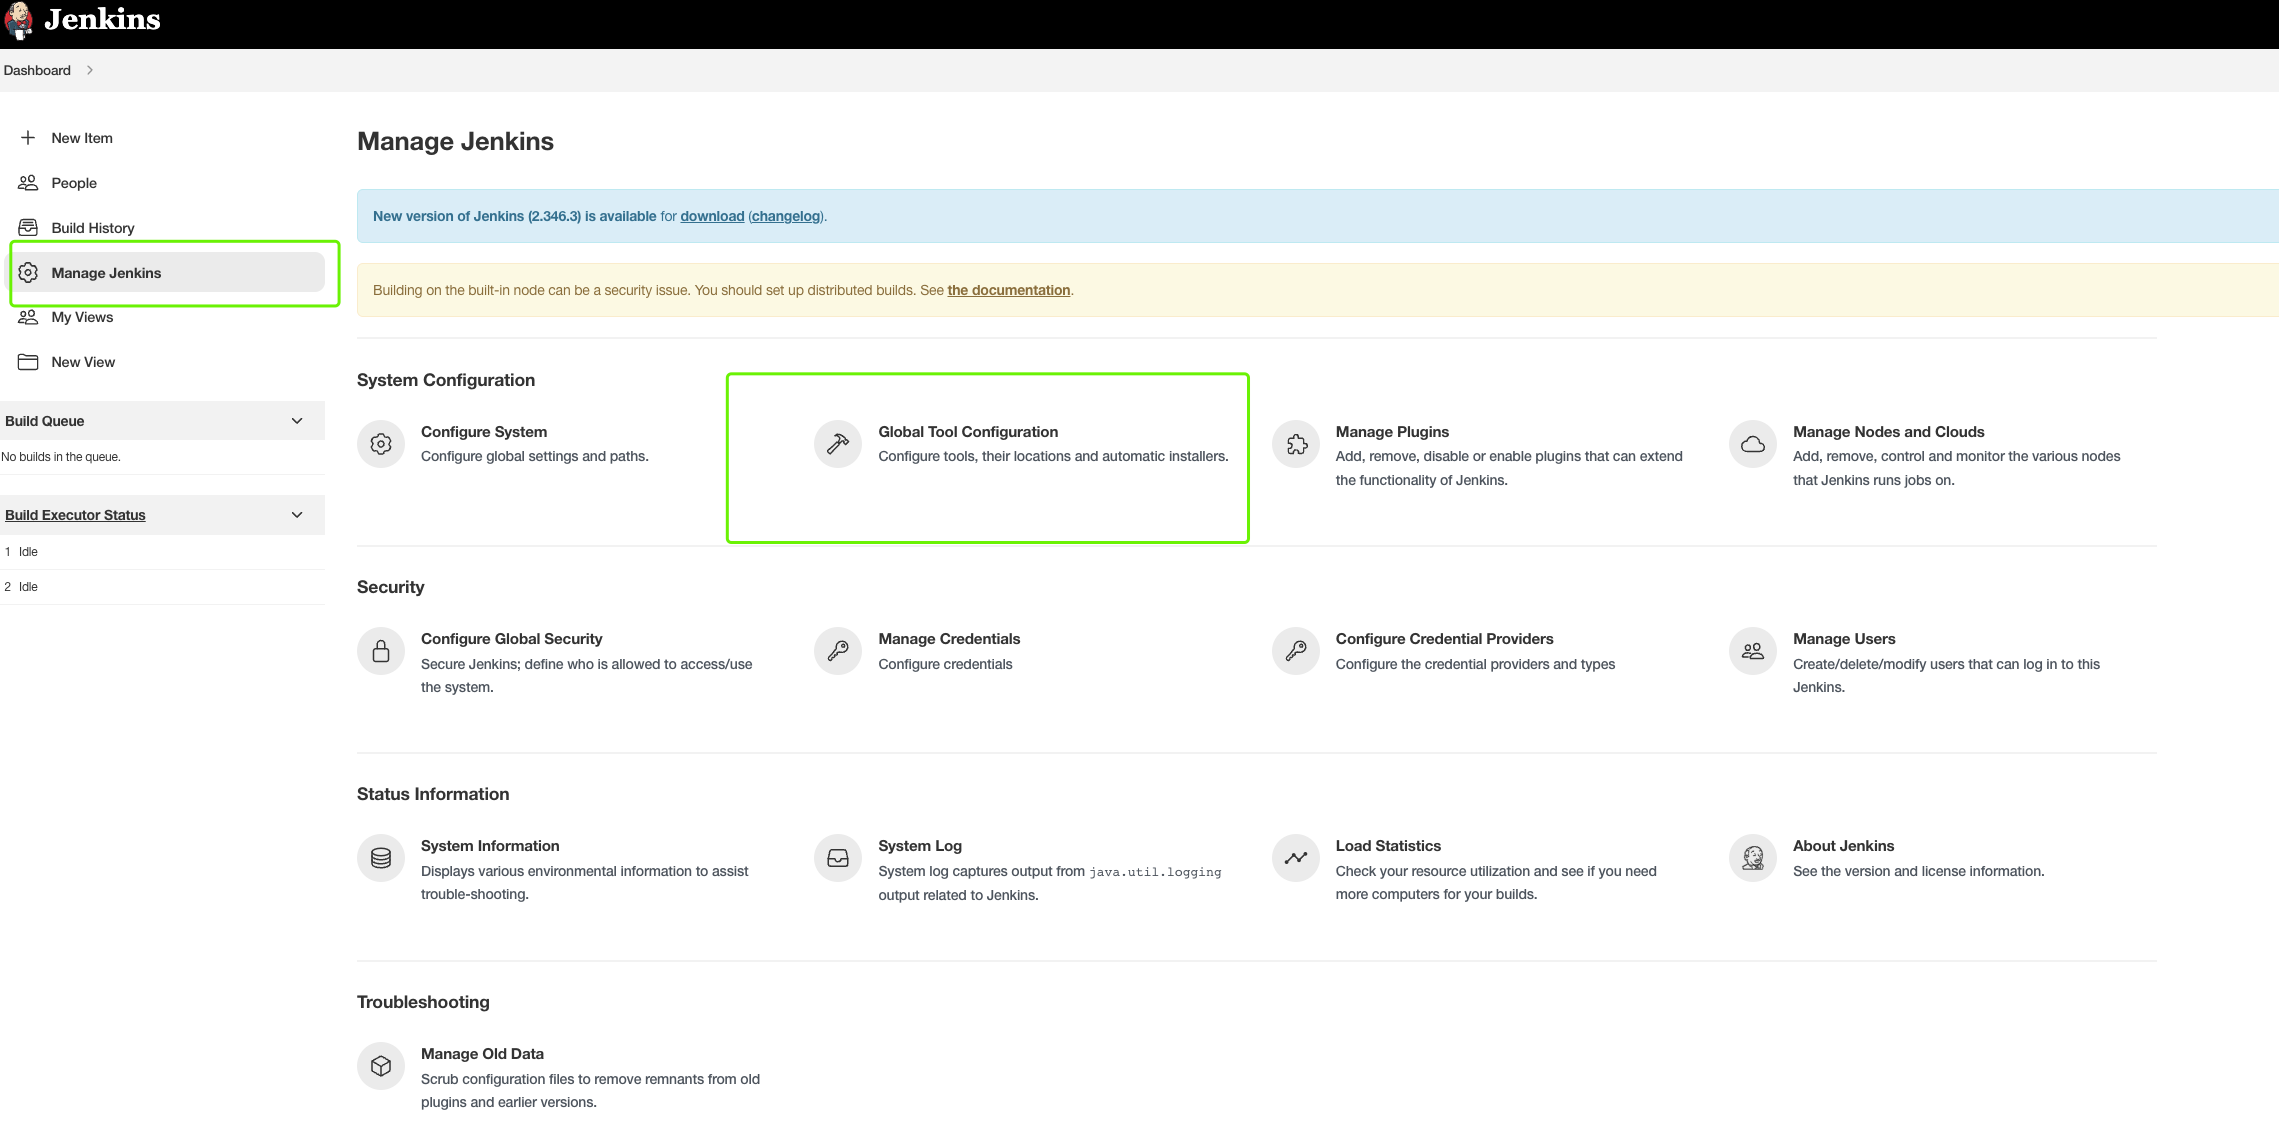 Jenkins
Dashboard
New Item
People
Build History
Manage Jenkins
My Views
New View
Build Queue
No builds in the queue.
Build Executor Status
1 Idle
2 Idle
Manage Jenkins
New version of Jenkins (2.346.3) is available for download (changelog).
Building on the built-in node can be a security issue. You should set up distributed builds. See the documentation.
System Configuration
Configure System
Configure global settings and paths.
Global Tool Configuration
Configure tools, their locations and automatic installers.
Manage Plugins
Add, remove, disable or enable plugins that can extend
the functionality of Jenkins.
Manage Nodes and Clouds
Add, remove, control and monitor the various nodes
that Jenkins runs jobs on.
Security
Configure Global Security
Secure Jenkins; define who is allowed to access/use
the system.
Manage Credentials
Configure credentials
Configure Credential Providers
Configure the credential providers and types
Manage Users
Create/delete/modify users that can log in to this
Jenkins.
Status Information
System Information
Displays various environmental information to assist
trouble-shooting.
System Log
System log captures output from java.util.logging
output related to Jenkins.
Load Statistics
Check your resource utilization and see if you need
more computers for your builds.
About Jenkins
See the version and license information.
Troubleshooting
Manage Old Data
Scrub configuration files to remove remnants from old
plugins and earlier versions.